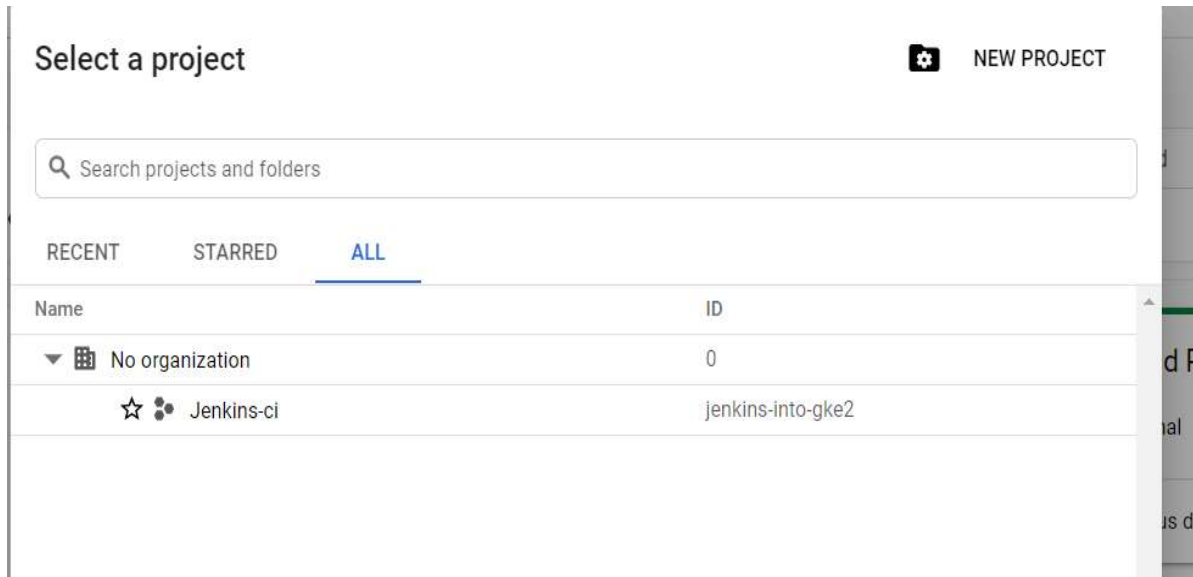 Select a project
NEW PROJECT
Search projects and folders
RECENT STARRED ALL
Name ID
No organization 0
Jenkins-ci jenkins-into-gke2